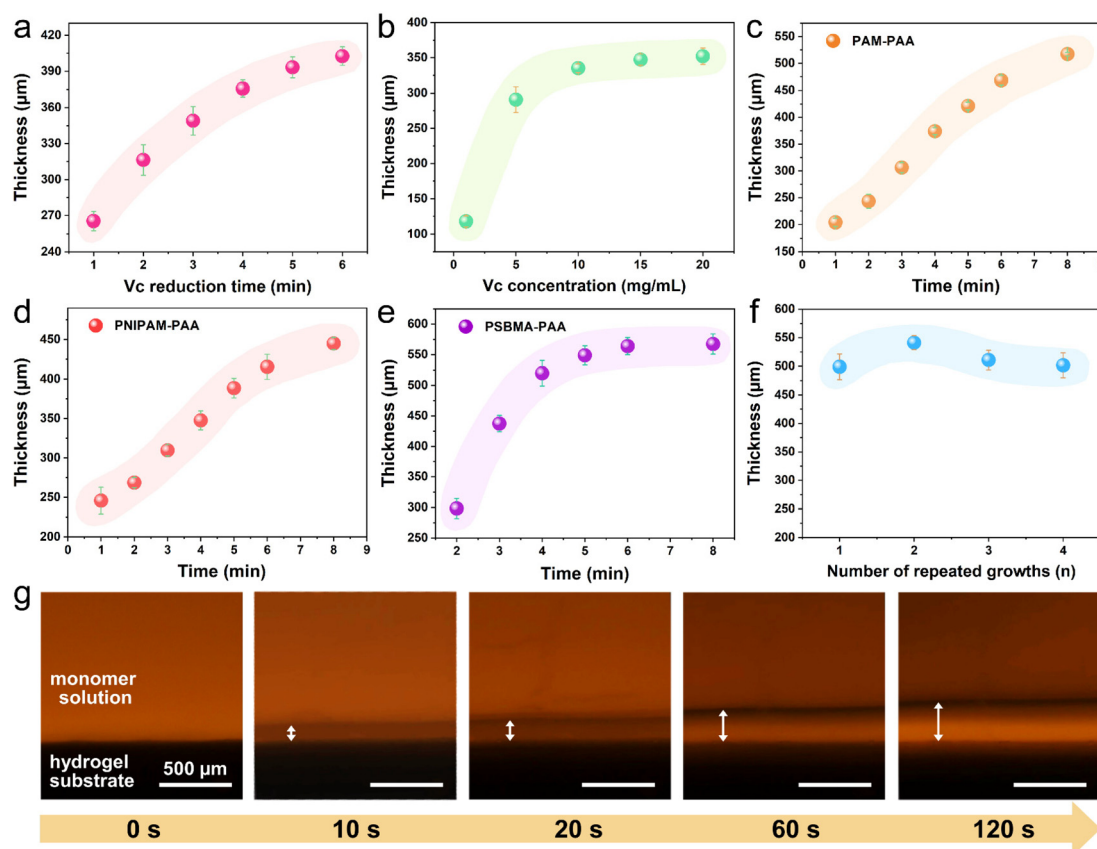 a
420
390
360
330
300
270
240
Thickness (μm)
1 2 3 4 5 6
Vc reduction time (min)
b
400
350
300
250
200
150
100
Thickness (μm)
0 5 10 15 20
Vc concentration (mg/mL)
c
PAM-PAA
550
500
450
400
350
300
250
200
150
Thickness (μm)
0 1 2 3 4 5 6 7 8 9
Time (min)
d
PNIPAM-PAA
450
400
350
300
250
200
Thickness (μm)
0 1 2 3 4 5 6 7 8 9
Time (min)
e
PSBMA-PAA
600
550
500
450
400
350
300
250
Thickness (μm)
2 3 4 5 6 7 8
Time (min)
f
600
550
500
450
400
350
300
250
200
Thickness (μm)
1 2 3 4
Number of repeated growths (n)
g
monomer
solution
hydrogel
substrate
500 μm
0 s 10 s 20 s 60 s 120 s